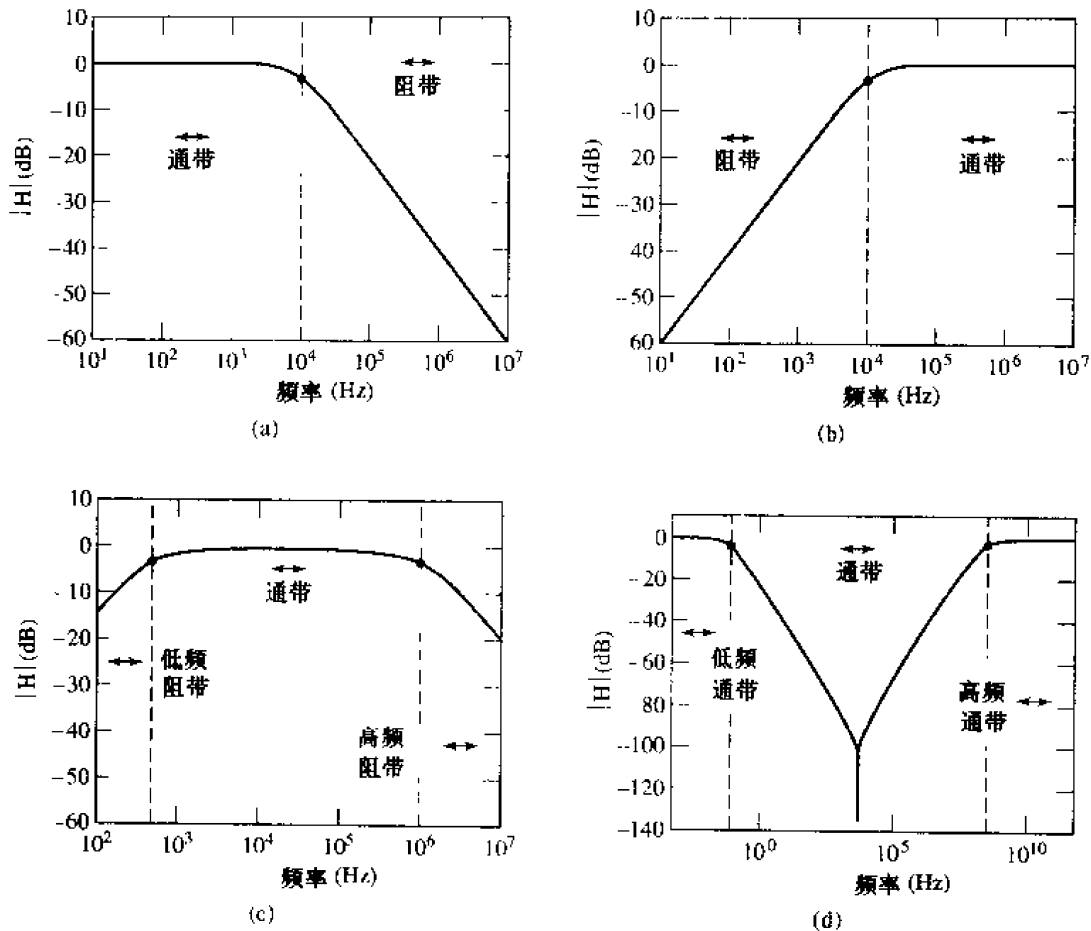 10
0
-10
-20
-30
-40
-50
-60
|H|(dB)
通带
阻带
10¹ 10² 10³ 10⁴ 10⁵ 10⁶ 10⁷
频率 (Hz)
(a)
10
0
-10
-20
-30
-40
-50
60
|H|(dB)
阻带
通带
10¹ 10² 10³ 10⁴ 10⁵ 10⁶ 10⁷
频率 (Hz)
(b)
10
0
-10
-20
-30
-40
-50
-60
|H|(dB)
通带
低频
阻带
高频
阻带
10² 10³ 10⁴ 10⁵ 10⁶ 10⁷
频率 (Hz)
(c)
0
-20
-40
-60
80
-100
-120
-140
|H|(dB)
通带
低频
通带
高频
通带
10⁰ 10⁵ 10¹⁰
频率 (Hz)
(d)